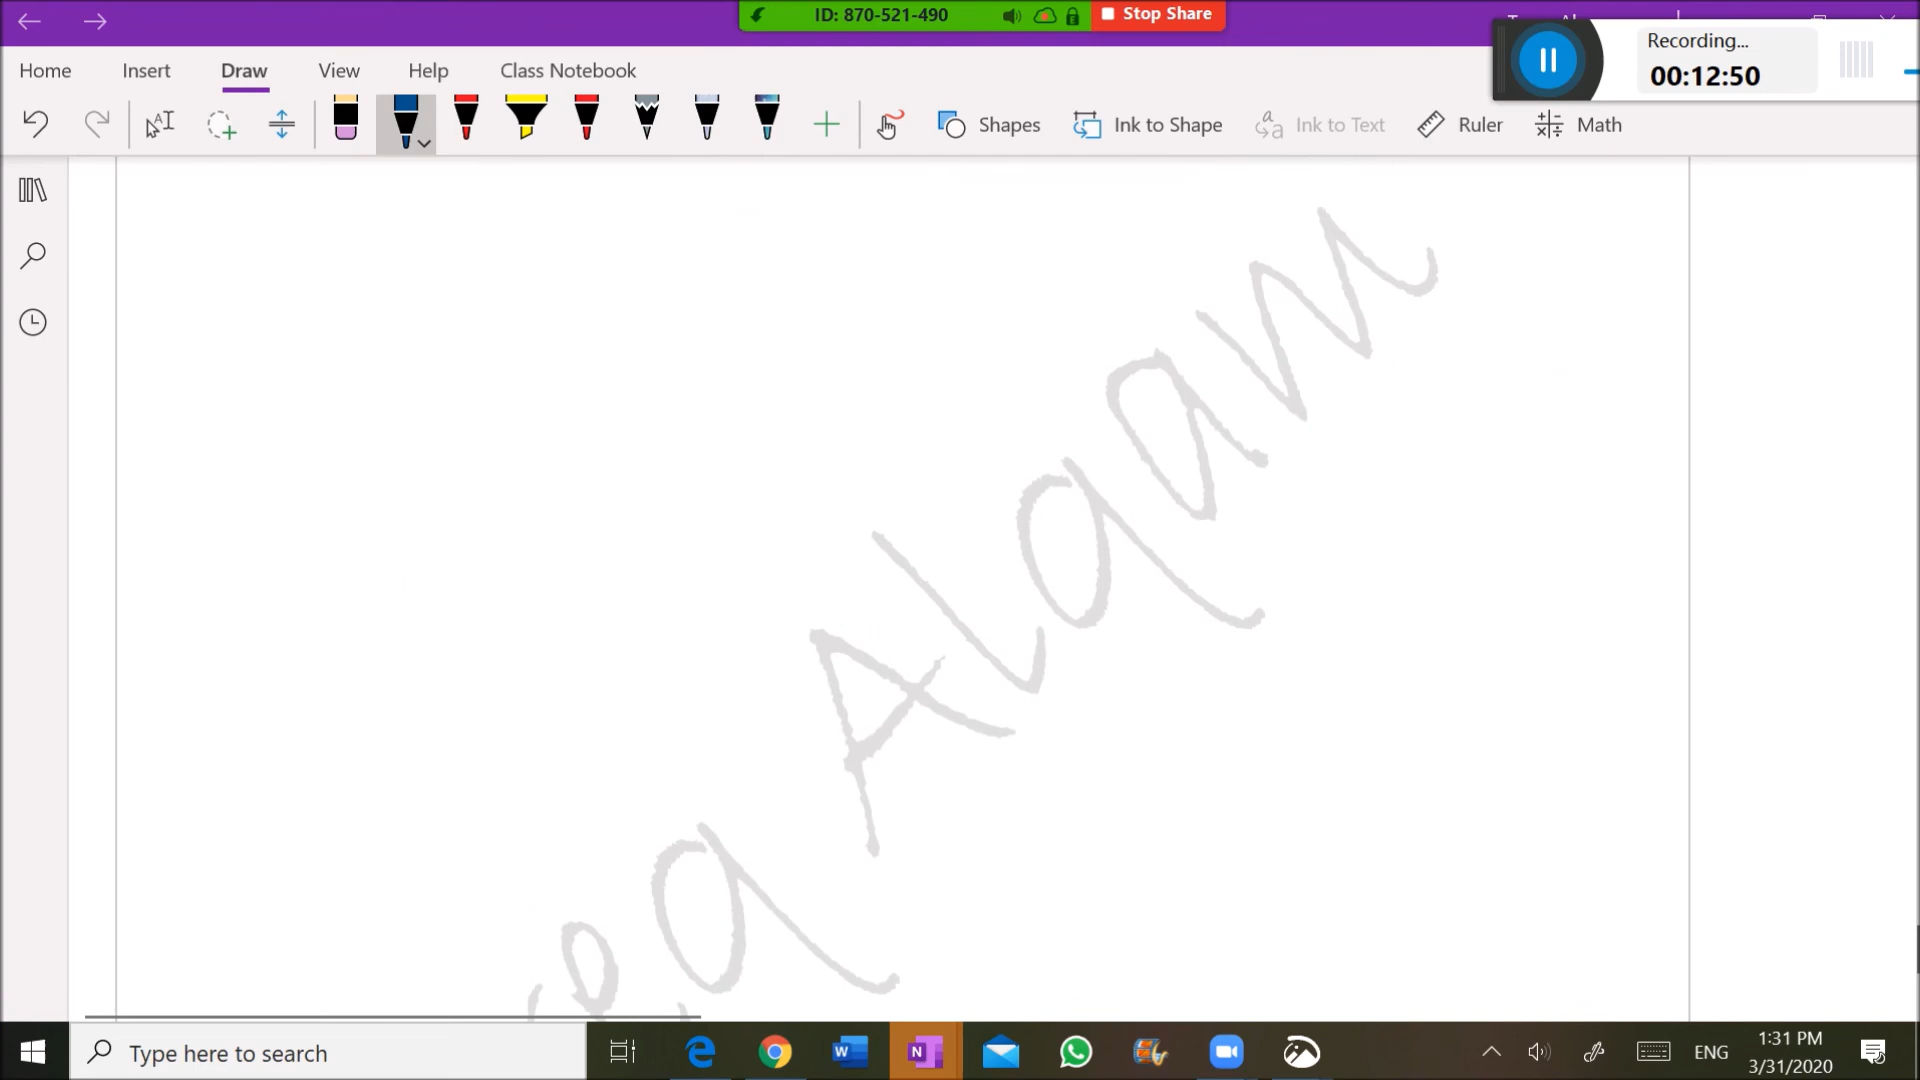 ID: 870-521-490
Stop Share
Recording...
00:12:50
Home Insert Draw View Help Class Notebook
Shapes Ink to Shape Ink to Text Ruler Math
Alqam
Type here to search
ENG
1:31 PM
3/31/2020